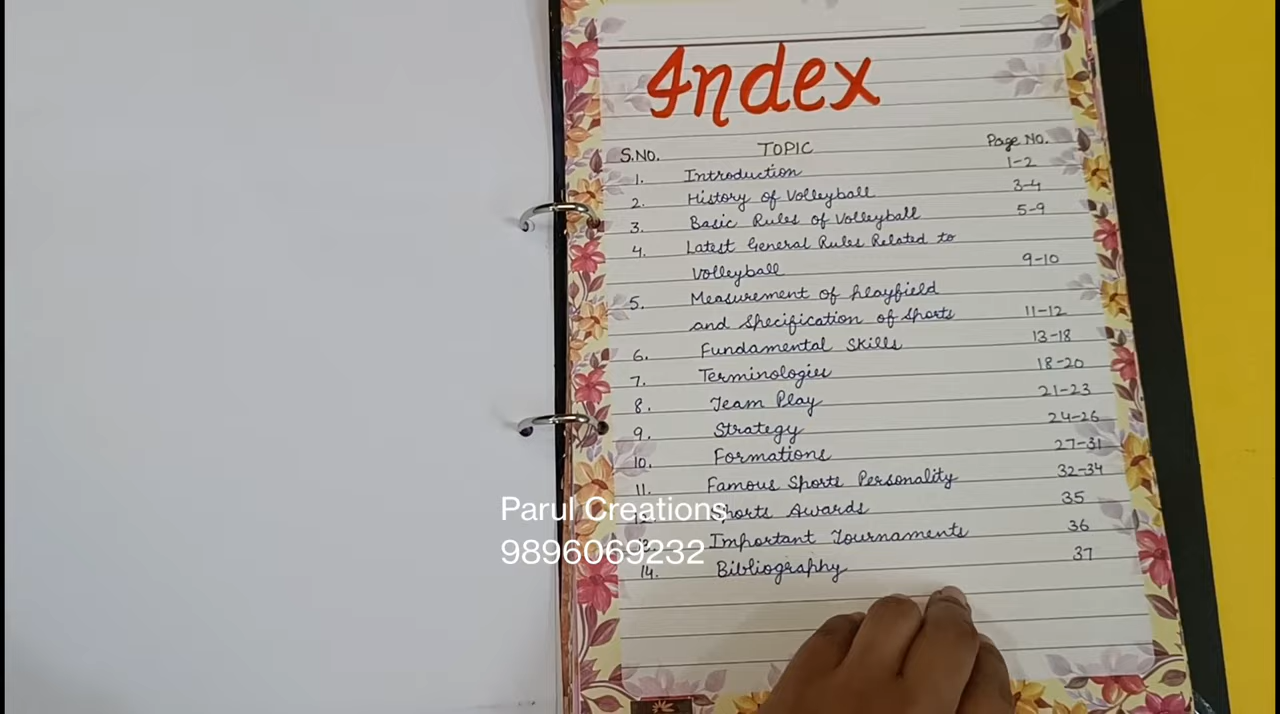 Index
S.NO. TOPIC Page No.
1. Introduction 1-2
2. History of Volleyball 3-4
3. Basic Rules of Volleyball 5-9
4. Latest General Rules Related to
Volleyball 9-10
5. Measurement of Playfield
and Specification of Sports 11-12
6. Fundamental Skills 13-18
7. Terminologies 18-20
8. Team Play 21-23
9. Strategy 24-26
10. Formations 27-31
11. Famous Sports Personality 32-34
12. Sports Awards 35
13. Important Tournaments 36
14. Bibliography 37
Parul Creations
9896069232